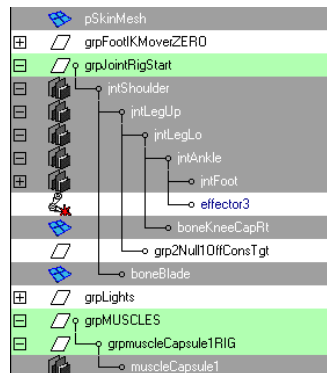 pSkinMesh
grpFootIKMoverZERO
grpJointRigStart
jntShoulder
jntLegUp
jntLegLo
jntAnkle
jntFoot
effector3
boneKneeCapRt
grp2Null1OffConsTgt
boneBlade
grpLights
grpMUSCLES
grpmuscleCapsule1RIG
muscleCapsule1